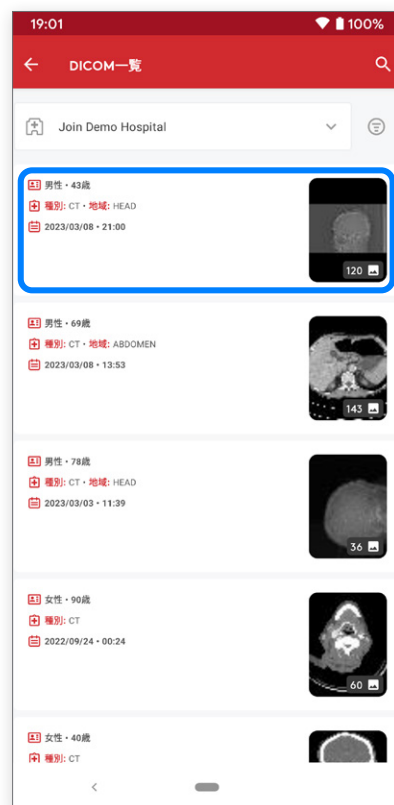 19:01 100%
DICOM一覧
Join Demo Hospital
男性・43歳
種別: CT・地域: HEAD
2023/03/08・21:00
120
男性・69歳
種別: CT・地域: ABDOMEN
2023/03/08・13:53
143
男性・78歳
種別: CT・地域: HEAD
2023/03/03・11:39
36
女性・90歳
種別: CT
2022/09/24・00:24
60
女性・40歳
種別: CT